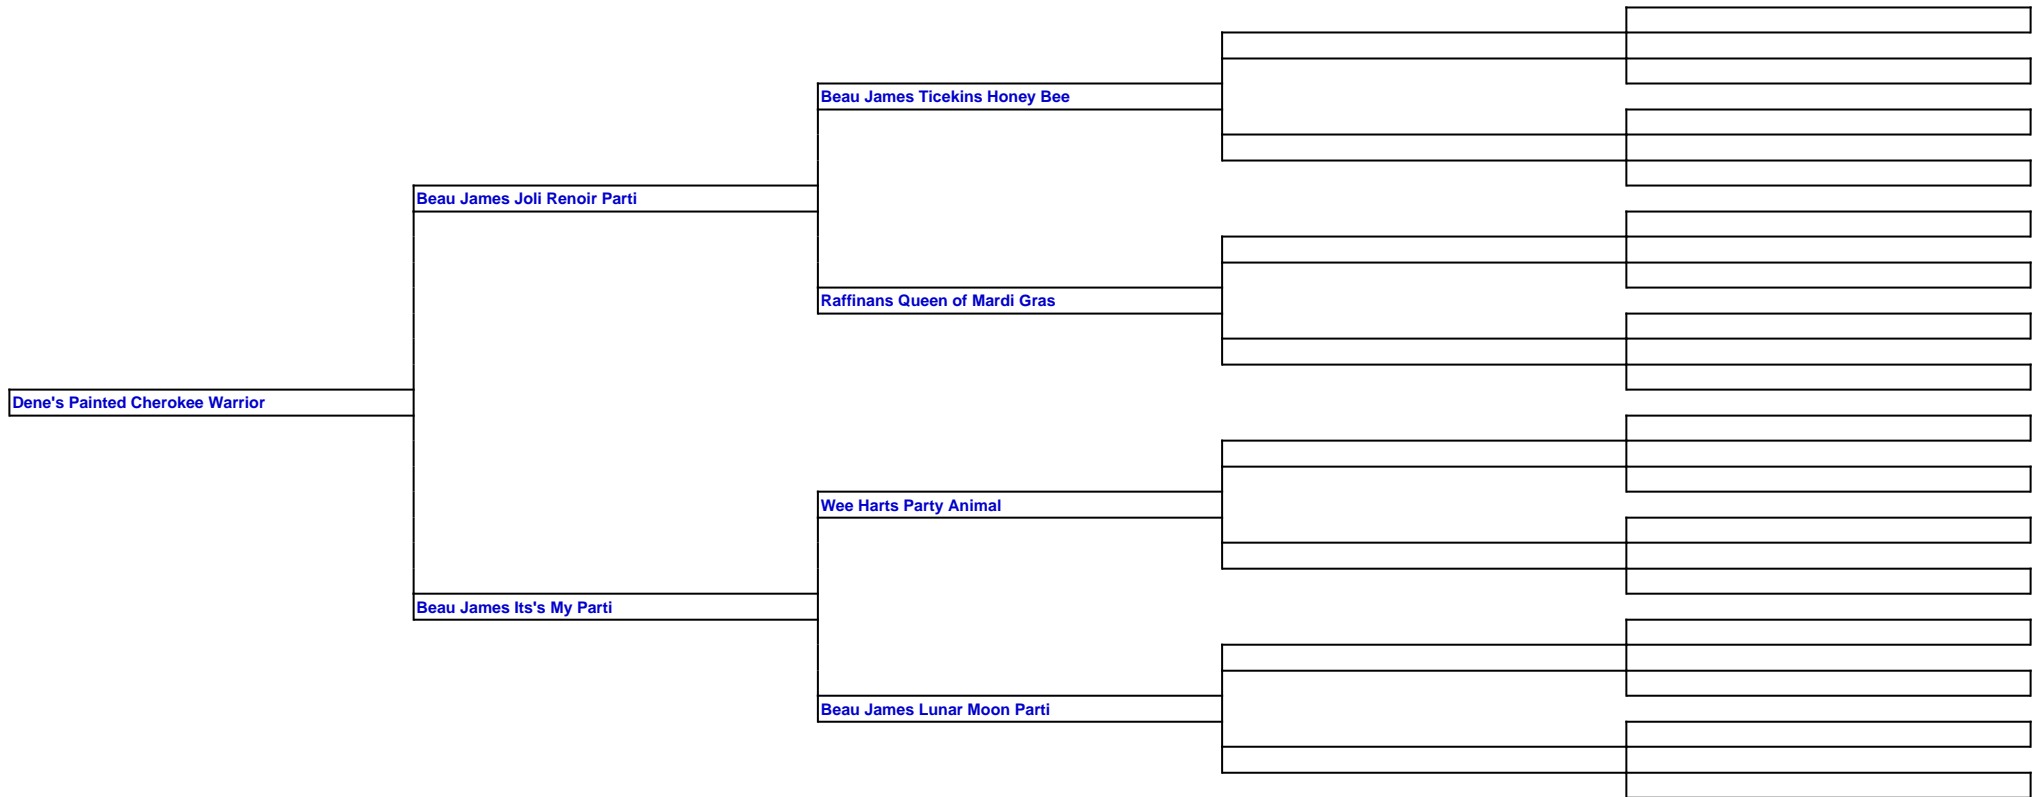 Beau James Ticekins Honey Bee
Beau James Joli Renoir Parti
Raffinans Queen of Mardi Gras
Dene's Painted Cherokee Warrior
Wee Harts Party Animal
Beau James Its's My Parti
Beau James Lunar Moon Parti